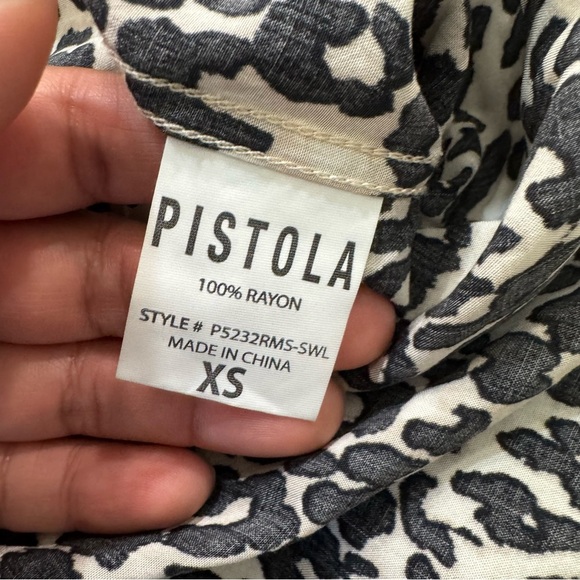 PISTOLA
100% RAYON
STYLE # P5232RMS-SWL
MADE IN CHINA
XS